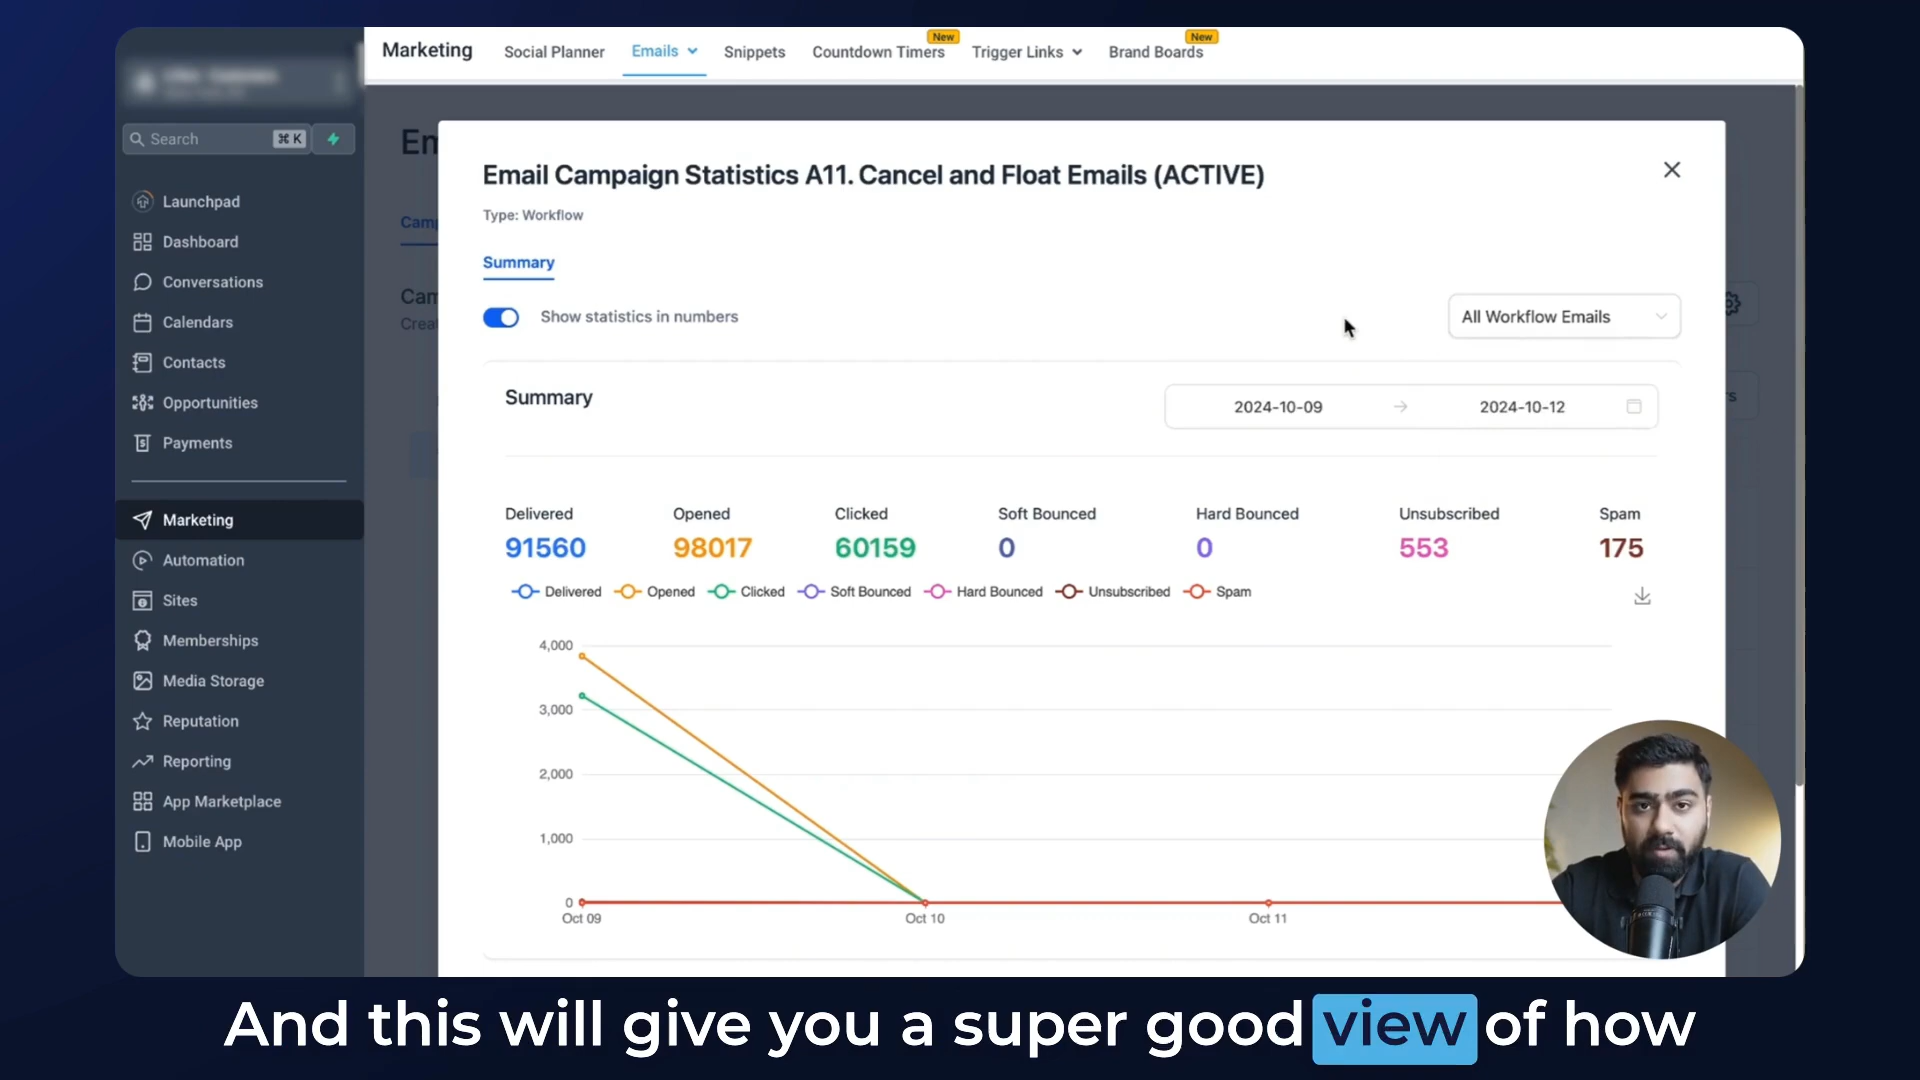 Marketing
Social Planner
Emails
Snippets
Countdown Timers
New
Trigger Links
Brand Boards
New
Search
⌘ K
Launchpad
Dashboard
Conversations
Calendars
Contacts
Opportunities
Payments
Marketing
Automation
Sites
Memberships
Media Storage
Reputation
Reporting
App Marketplace
Mobile App
Email Campaign Statistics A11. Cancel and Float Emails (ACTIVE)
Type: Workflow
Summary
Show statistics in numbers
All Workflow Emails
Summary
2024-10-09 → 2024-10-12
Delivered Opened Clicked Soft Bounced Hard Bounced Unsubscribed Spam
91560 98017 60159 0 0 553 175
Delivered Opened Clicked Soft Bounced Hard Bounced Unsubscribed Spam
4,000
3,000
2,000
1,000
0
Oct 09 Oct 10 Oct 11
And this will give you a super good view of how